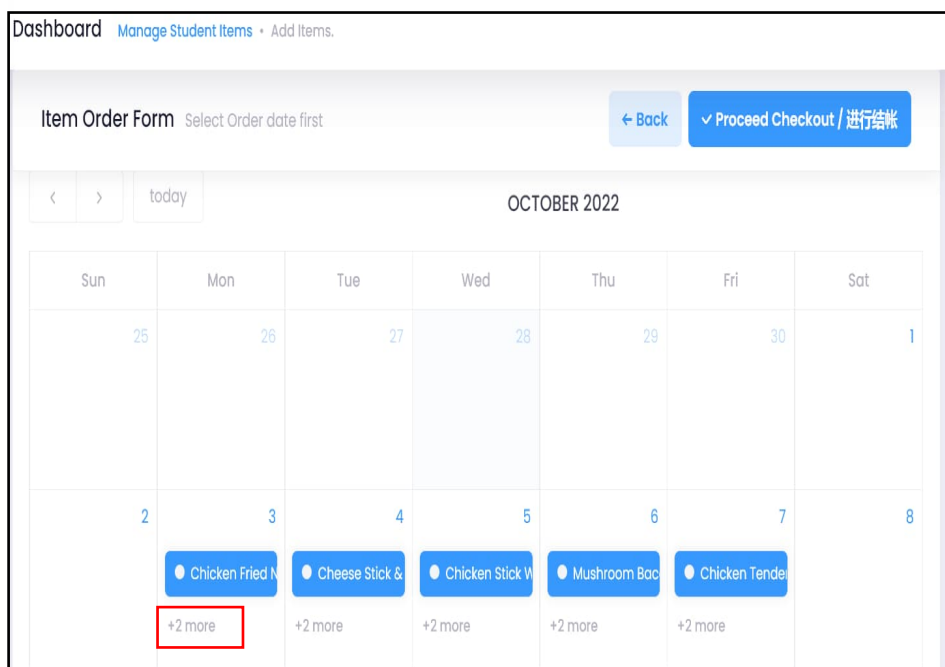 Dashboard Manage Student Items • Add Items.
Item Order Form Select Order date first ← Back ✓ Proceed Checkout / 进行结帐
< > today OCTOBER 2022
Sun Mon Tue Wed Thu Fri Sat
25 26 27 28 29 30 1
2 3 4 5 6 7 8
Chicken Fried N Cheese Stick & Chicken Stick W Mushroom Bac Chicken Tender
+2 more +2 more +2 more +2 more +2 more